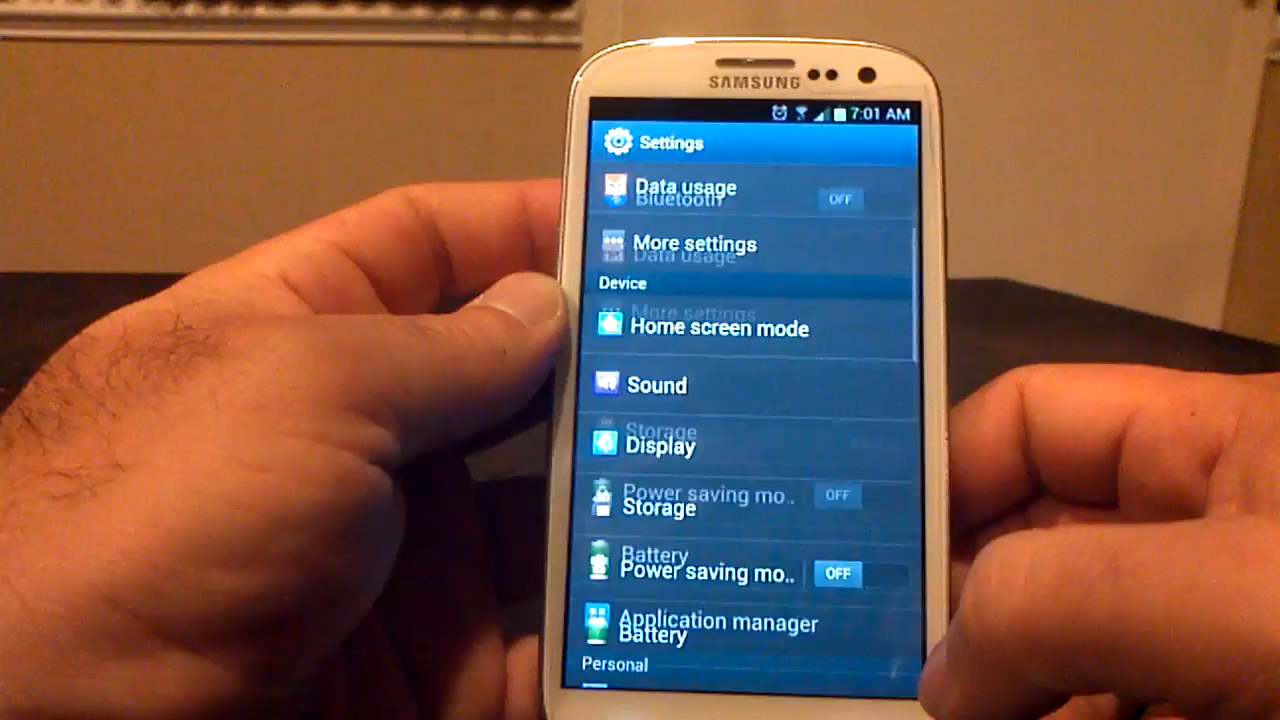 SAMSUNG
7:01 AM
Settings
Data usage
Bluetooth
OFF
More settings
Data usage
Device
More settings
Home screen mode
Sound
Storage
Display
Power saving mo..
OFF
Storage
Battery
Power saving mo..
OFF
Application manager
Battery
Personal